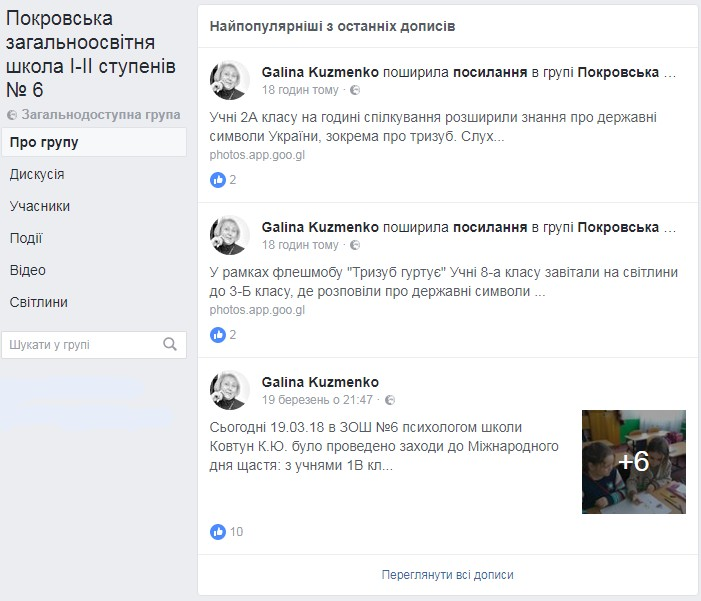 Покровська
загальноосвітня
школа І-ІІ ступенів
№ 6
Загальнодоступна група
Про групу
Дискусія
Учасники
Події
Відео
Світлини
Шукати у групі
Найпопулярніші з останніх дописів
Galina Kuzmenko поширила посилання в групі Покровська ...
18 годин тому ·
Учні 2А класу на годині спілкування розширили знання про державні
символи України, зокрема про тризуб. Слух...
photos.app.goo.gl
2
Galina Kuzmenko поширила посилання в групі Покровська ...
18 годин тому ·
У рамках флешмобу "Тризуб гуртує" Учні 8-а класу завітали на світлини
до 3-Б класу, де розповіли про державні символи ...
photos.app.goo.gl
2
Galina Kuzmenko
19 березень о 21:47 ·
Сьогодні 19.03.18 в ЗОШ №6 психологом школи
Ковтун К.Ю. було проведено заходи до Міжнародного
дня щастя: з учнями 1В кл...
+6
10
Переглянути всі дописи